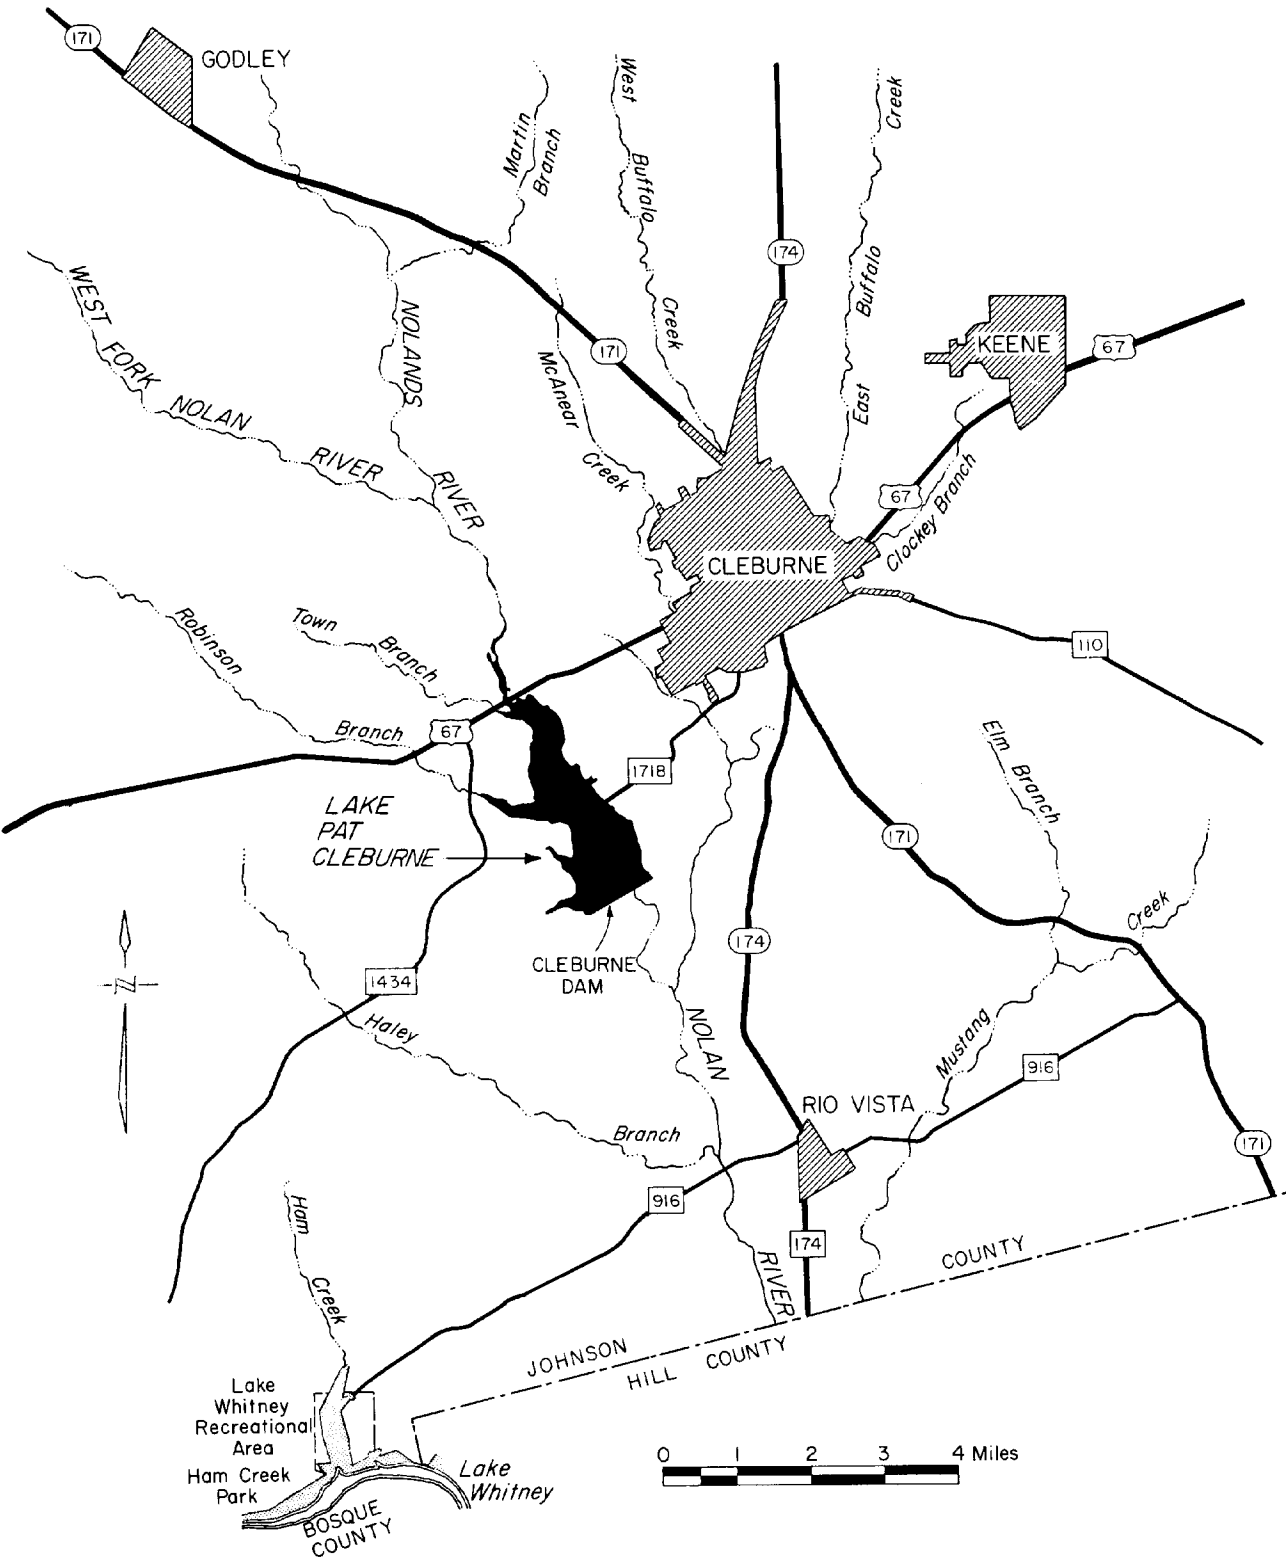 171
GODLEY
Martin
Branch
West
Buffalo
Creek
174
East
Buffalo
Creek
WEST
FORK
NOLAN
RIVER
NOLANDS
RIVER
171
McAnear
Creek
KEENE
67
67
Clockey Branch
CLEBURNE
110
Robinson
Branch
Town
Branch
67
1718
LAKE
PAT
CLEBURNE
Elm Branch
171
Creek
174
CLEBURNE
DAM
1434
Haley
Branch
NOLAN
RIVER
Mustang
916
RIO VISTA
171
916
174
Z
Ham
Creek
JOHNSON
COUNTY
HILL COUNTY
Lake
Whitney
Recreational
Area
Ham Creek
Park
Lake
Whitney
BOSQUE
COUNTY
0 1 2 3 4 Miles